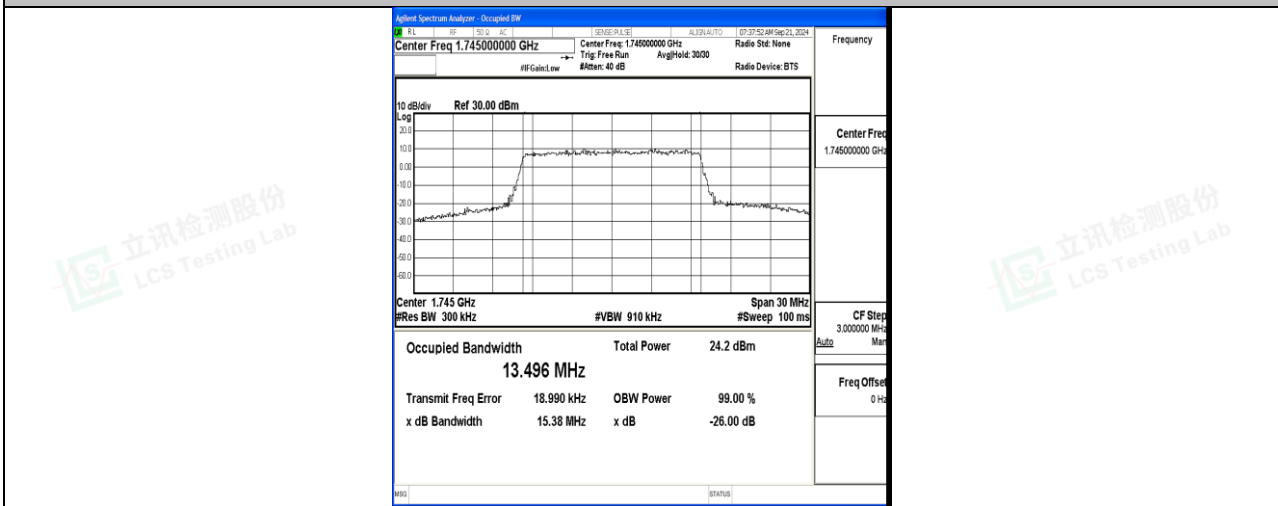 Agilent Spectrum Analyzer - Occupied BW
RL RF 50 Ω AC SENSE:PULSE ALIGN AUTO 07:37:52 AM Sep 21, 2024
Center Freq 1.745000000 GHz
Center Freq: 1.745000000 GHz
Radio Std: None
Trig: Free Run Avg|Hold: 30/30
#IFGain:Low
#Atten: 40 dB
Radio Device: BTS
Frequency
10 dB/div Ref 30.00 dBm
Log
20.0
10.0
0.00
-10.0
-20.0
-30.0
-40.0
-50.0
-60.0
Center Freq
1.745000000 GHz
Center 1.745 GHz Span 30 MHz
#Res BW 300 kHz #VBW 910 kHz #Sweep 100 ms
CF Step
3.000000 MHz
Auto Man
Occupied Bandwidth Total Power 24.2 dBm
13.496 MHz
Transmit Freq Error 18.990 kHz OBW Power 99.00 %
x dB Bandwidth 15.38 MHz x dB -26.00 dB
Freq Offset
0 Hz
MSG STATUS
立讯检测股份
LCS Testing Lab
立讯检测股份
LCS Testing Lab